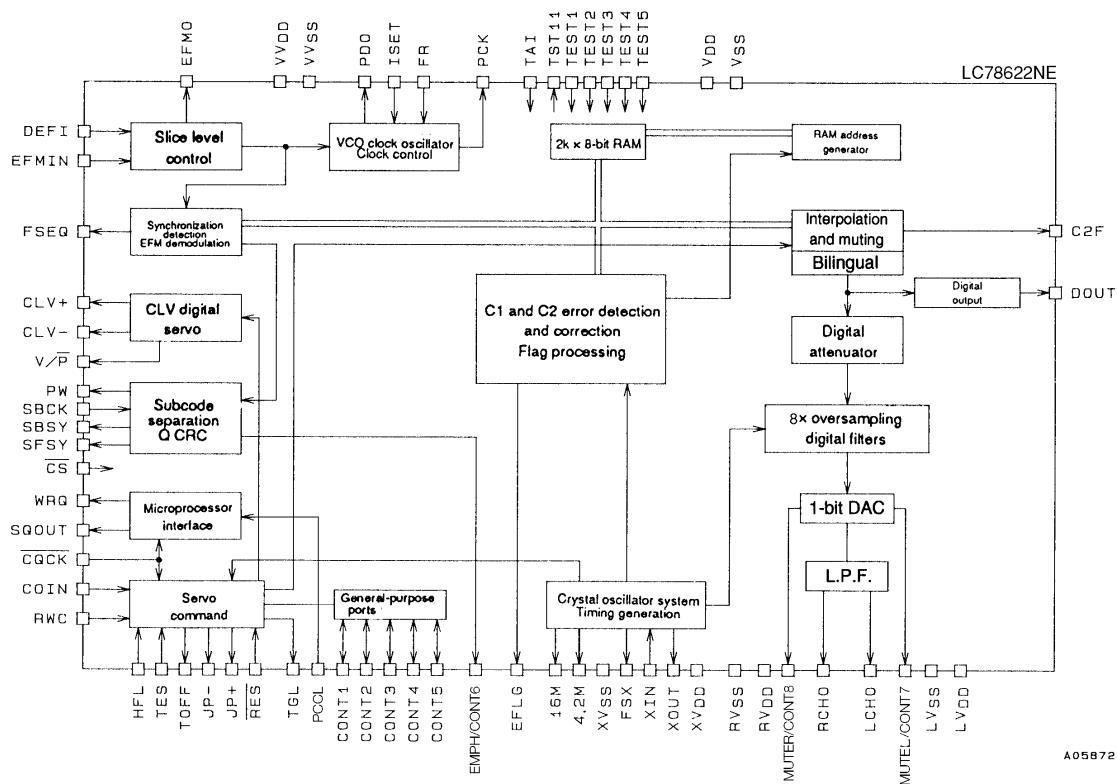 EFMO
VVDD
VVSS
PDO
ISET
FR
PCK
TAI
TST11
TEST1
TEST2
TEST3
TEST4
TEST5
VDD
VSS
LC78622NE
DEFI
EFMIN
Slice level
control
VCO clock oscillator
Clock control
2k × 8-bit RAM
RAM address
generator
FSEQ
Synchronization
detection
EFM demodulation
Interpolation
and muting
Bilingual
C2F
CLV+
CLV-
V/P̅
CLV digital
servo
C1 and C2 error detection
and correction
Flag processing
Digital
output
DOUT
Digital
attenuator
PW
SBCK
SBSY
SFSY
Subcode
separation
Q CRC
8× oversampling
digital filters
C̅S̅
WRQ
SQOUT
Microprocessor
interface
1-bit DAC
C̅Q̅C̅K̅
COIN
RWC
Servo
command
General-purpose
ports
Crystal oscillator system
Timing generation
L.P.F.
HFL
TES
TOFF
JP-
JP+
R̅E̅S̅
TGL
PCCL
CONT1
CONT2
CONT3
CONT4
CONT5
EMPH/CONT6
EFLG
16M
4.2M
XVSS
FSX
XIN
XOUT
XVDD
RVSS
RVDD
MUTER/CONT8
RCHO
LCHO
MUTEL/CONT7
LVSS
LVDD
A05872